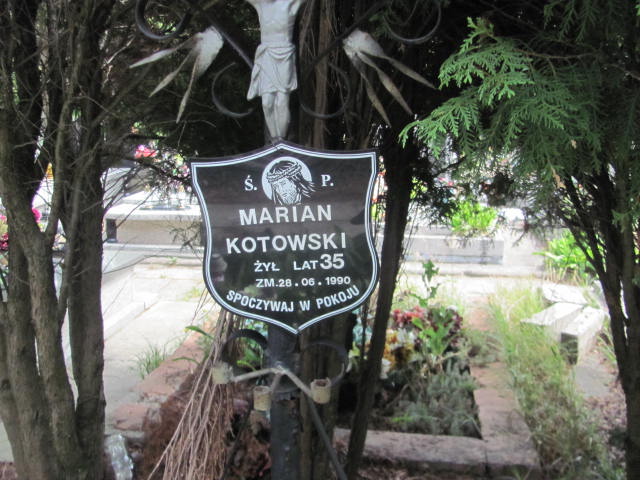 Ś. P.
MARIAN
KOTOWSKI
ŻYŁ LAT 35
ZM. 28.06.1990
SPOCZYWAJ W POKOJU